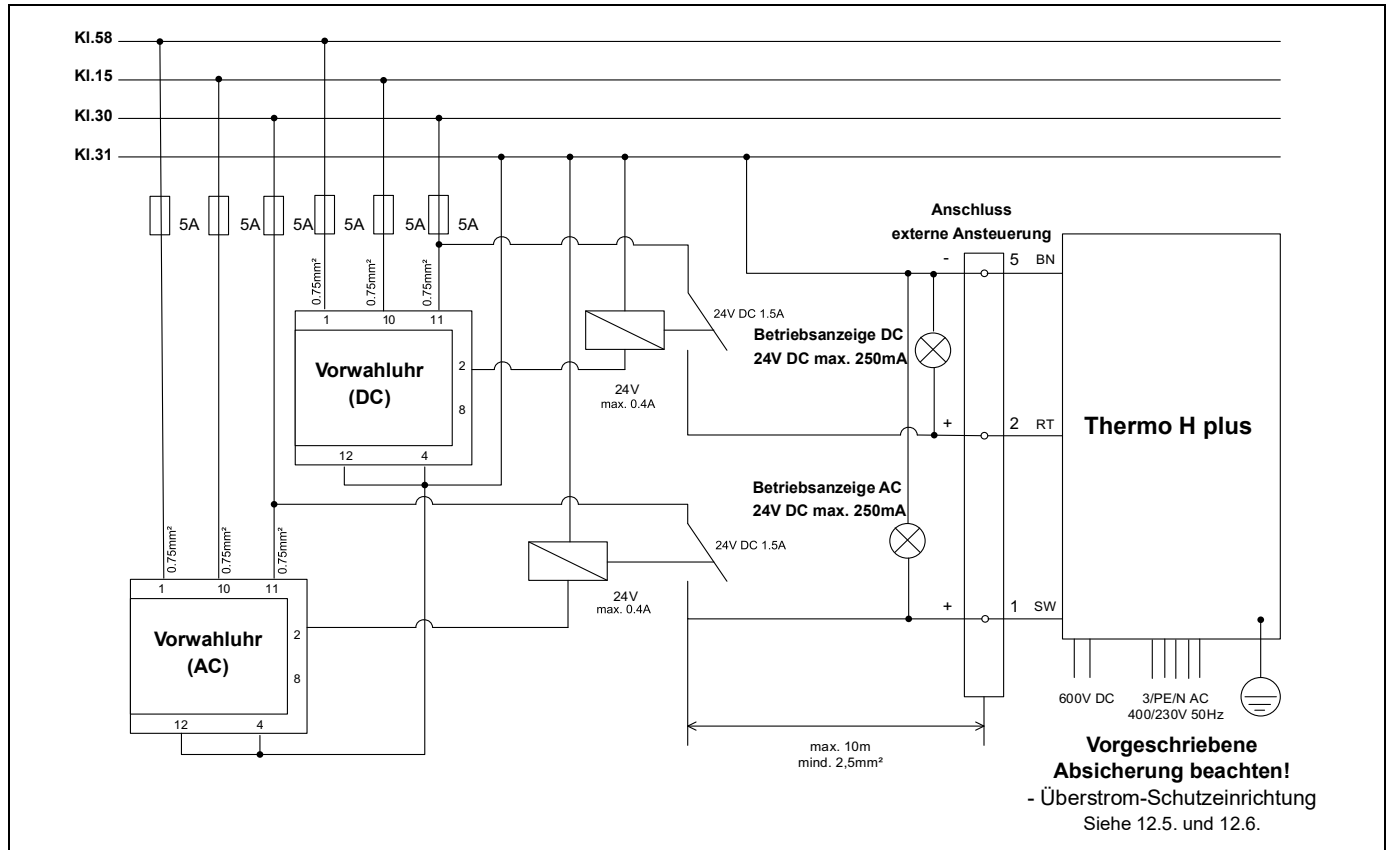 Kl.58
Kl.15
Kl.30
Kl.31
5A
5A
5A
5A
5A
5A
0.75mm²
0.75mm²
0.75mm²
1
10
11
Vorwahluhr
(DC)
2
8
12
4
24V
max. 0.4A
24V DC 1.5A
0.75mm²
0.75mm²
0.75mm²
1
10
11
Vorwahluhr
(AC)
2
8
12
4
24V
max. 0.4A
24V DC 1.5A
Anschluss
externe Ansteuerung
Betriebsanzeige DC
24V DC max. 250mA
Betriebsanzeige AC
24V DC max. 250mA
- 5 BN
+ 2 RT
+ 1 SW
Thermo H plus
max. 10m
mind. 2,5mm²
600V DC
3/PE/N AC
400/230V 50Hz
Vorgeschriebene
Absicherung beachten!
- Überstrom-Schutzeinrichtung
Siehe 12.5. und 12.6.